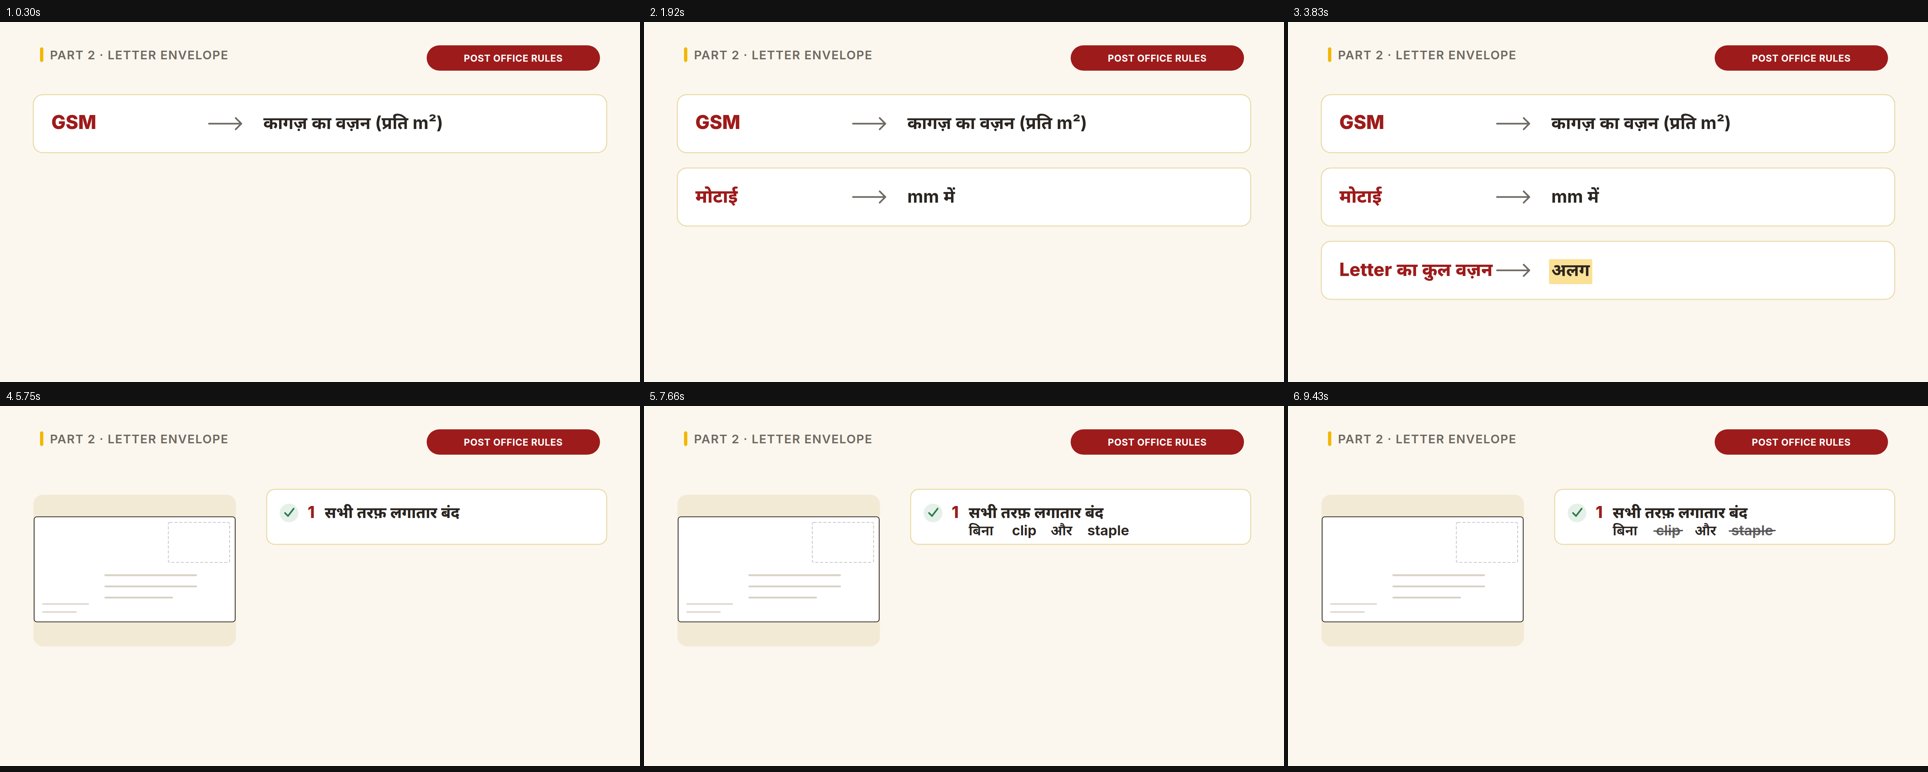 1. 0.30s
PART 2 · LETTER ENVELOPE
POST OFFICE RULES
GSM → कागज़ का वज़न (प्रति m²)
2. 1.92s
PART 2 · LETTER ENVELOPE
POST OFFICE RULES
GSM → कागज़ का वज़न (प्रति m²)
मोटाई → mm में
3. 3.83s
PART 2 · LETTER ENVELOPE
POST OFFICE RULES
GSM → कागज़ का वज़न (प्रति m²)
मोटाई → mm में
Letter का कुल वज़न → अलग
4. 5.75s
PART 2 · LETTER ENVELOPE
POST OFFICE RULES
1 सभी तरफ़ लगातार बंद
5. 7.66s
PART 2 · LETTER ENVELOPE
POST OFFICE RULES
1 सभी तरफ़ लगातार बंद
बिना clip और staple
6. 9.43s
PART 2 · LETTER ENVELOPE
POST OFFICE RULES
1 सभी तरफ़ लगातार बंद
बिना clip और staple